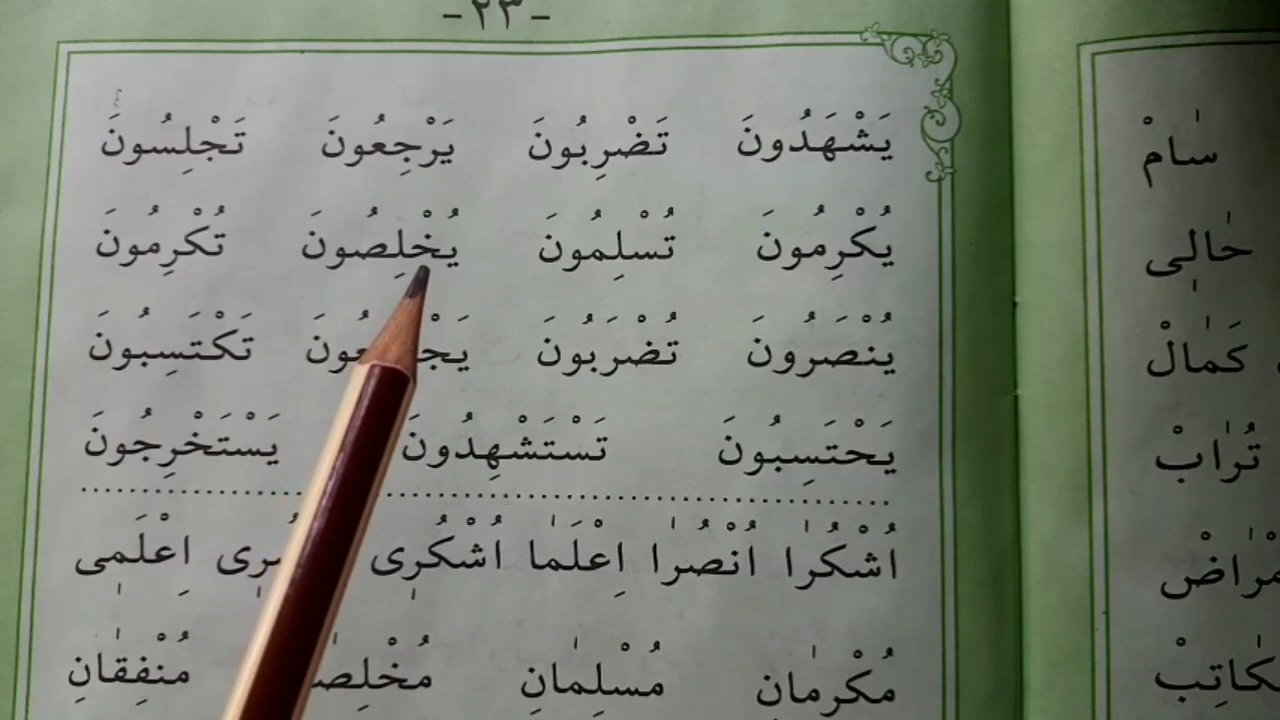 -٢٣-
يَشْهَدُونَ تَضْرِبُونَ يَرْجِعُونَ تَجْلِسُونَ
يُكْرِمُونَ تُسْلِمُونَ يُخْلِصُونَ تُكْرِمُونَ
يُنْصَرُونَ تُضْرَبُونَ تَكْتَسِبُونَ
يَحْتَسِبُونَ تَسْتَشْهِدُونَ يَسْتَخْرِجُونَ
اُشْكُرٰا اُنْصُرٰا اِعْلَمٰا اُشْكُرٖى اِعْلَمٖى
مُكْرِمٰانِ مُسْلِمٰانِ مُنْفِقٰانِ
سٰامْ
حٰالٖى
كَمٰالْ
تُرٰابْ